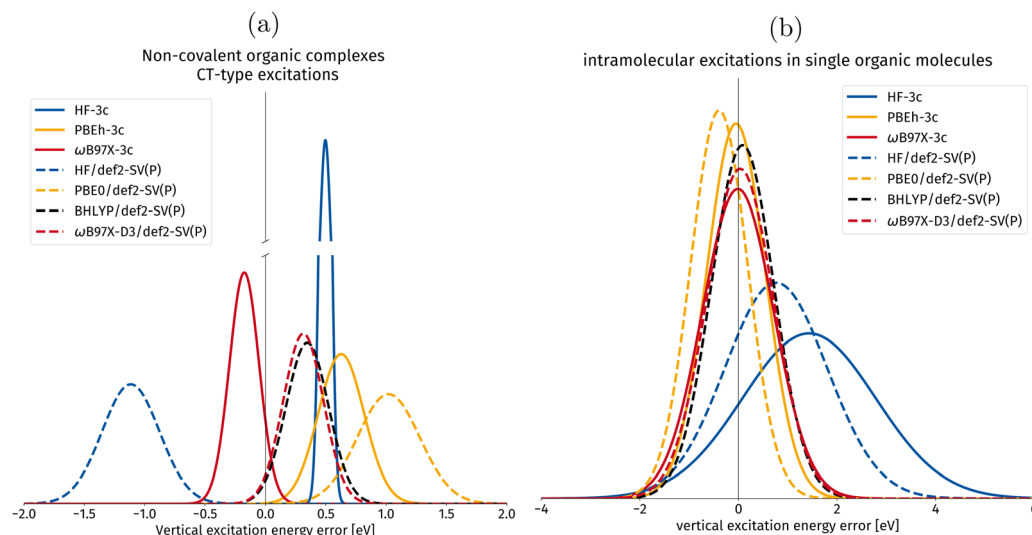 (a)
Non-covalent organic complexes
CT-type excitations
HF-3c
PBEh-3c
ωB97X-3c
HF/def2-SV(P)
PBE0/def2-SV(P)
BHLYP/def2-SV(P)
ωB97X-D3/def2-SV(P)
−2.0 −1.5 −1.0 −0.5 0.0 0.5 1.0 1.5 2.0
Vertical excitation energy error [eV]
(b)
intramolecular excitations in single organic molecules
HF-3c
PBEh-3c
ωB97X-3c
HF/def2-SV(P)
PBE0/def2-SV(P)
BHLYP/def2-SV(P)
ωB97X-D3/def2-SV(P)
−4 −2 0 2 4 6
vertical excitation energy error [eV]